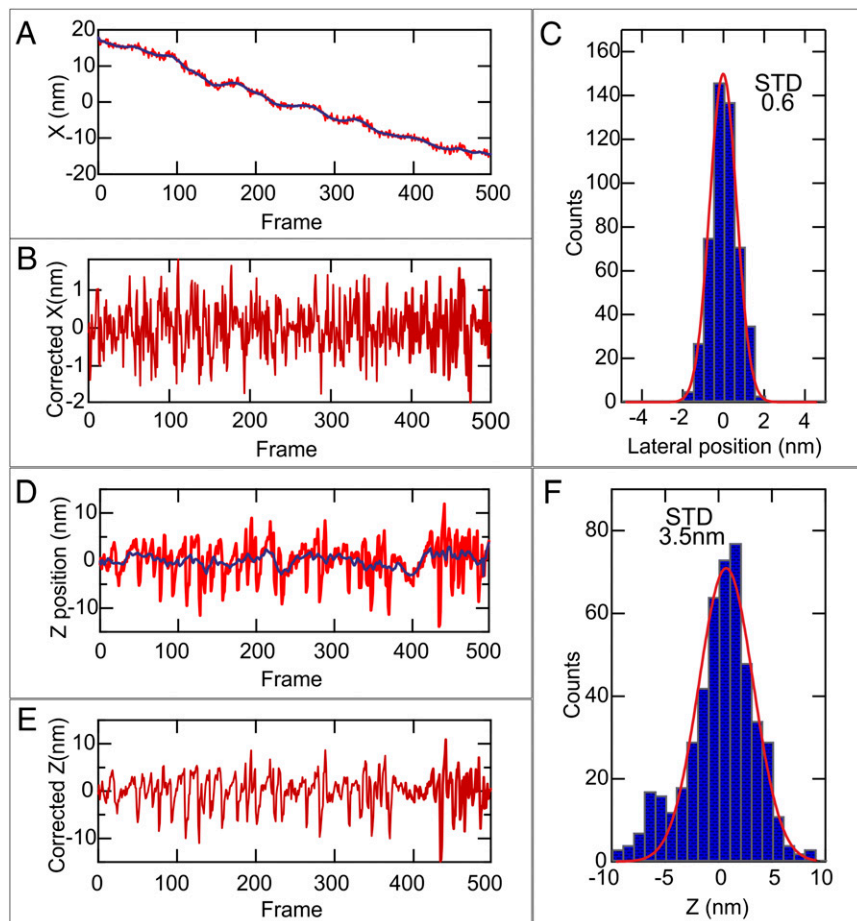 A
20
10
0
-10
-20
X (nm)
0 100 200 300 400 500
Frame
B
1
0
-1
-2
Corrected X(nm)
0 100 200 300 400 500
Frame
C
160
140
120
100
80
60
40
20
0
Counts
STD
0.6
-4 -2 0 2 4
Lateral position (nm)
D
10
0
-10
Z position (nm)
0 100 200 300 400 500
Frame
E
10
0
-10
Corrected Z(nm)
0 100 200 300 400 500
Frame
F
80
60
40
20
0
Counts
STD
3.5nm
-10 -5 0 5 10
Z (nm)